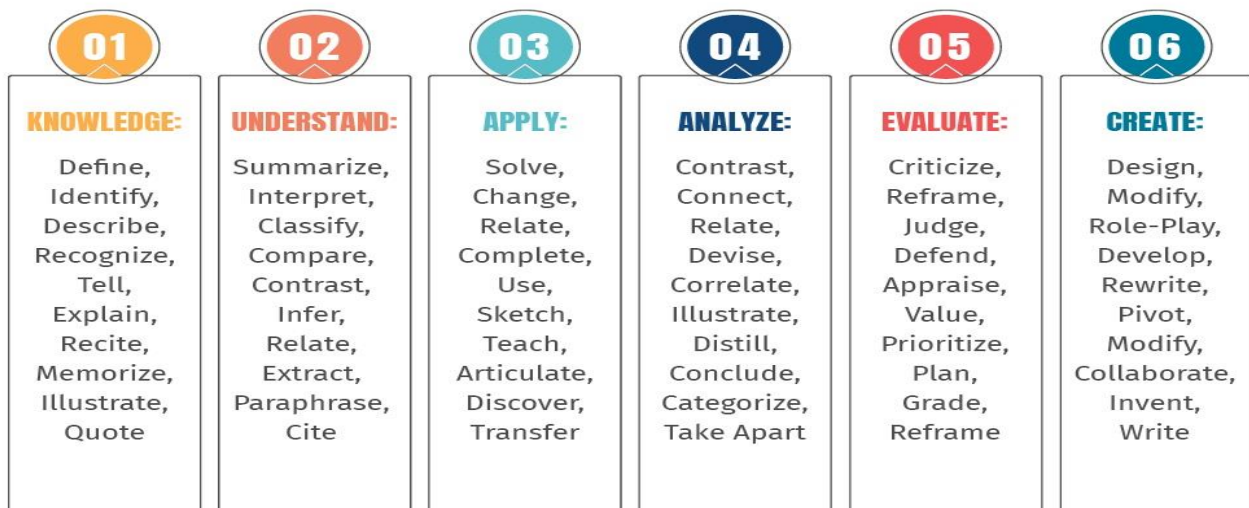 01
KNOWLEDGE:
Define,
Identify,
Describe,
Recognize,
Tell,
Explain,
Recite,
Memorize,
Illustrate,
Quote
02
UNDERSTAND:
Summarize,
Interpret,
Classify,
Compare,
Contrast,
Infer,
Relate,
Extract,
Paraphrase,
Cite
03
APPLY:
Solve,
Change,
Relate,
Complete,
Use,
Sketch,
Teach,
Articulate,
Discover,
Transfer
04
ANALYZE:
Contrast,
Connect,
Relate,
Devise,
Correlate,
Illustrate,
Distill,
Conclude,
Categorize,
Take Apart
05
EVALUATE:
Criticize,
Reframe,
Judge,
Defend,
Appraise,
Value,
Prioritize,
Plan,
Grade,
Reframe
06
CREATE:
Design,
Modify,
Role-Play,
Develop,
Rewrite,
Pivot,
Modify,
Collaborate,
Invent,
Write